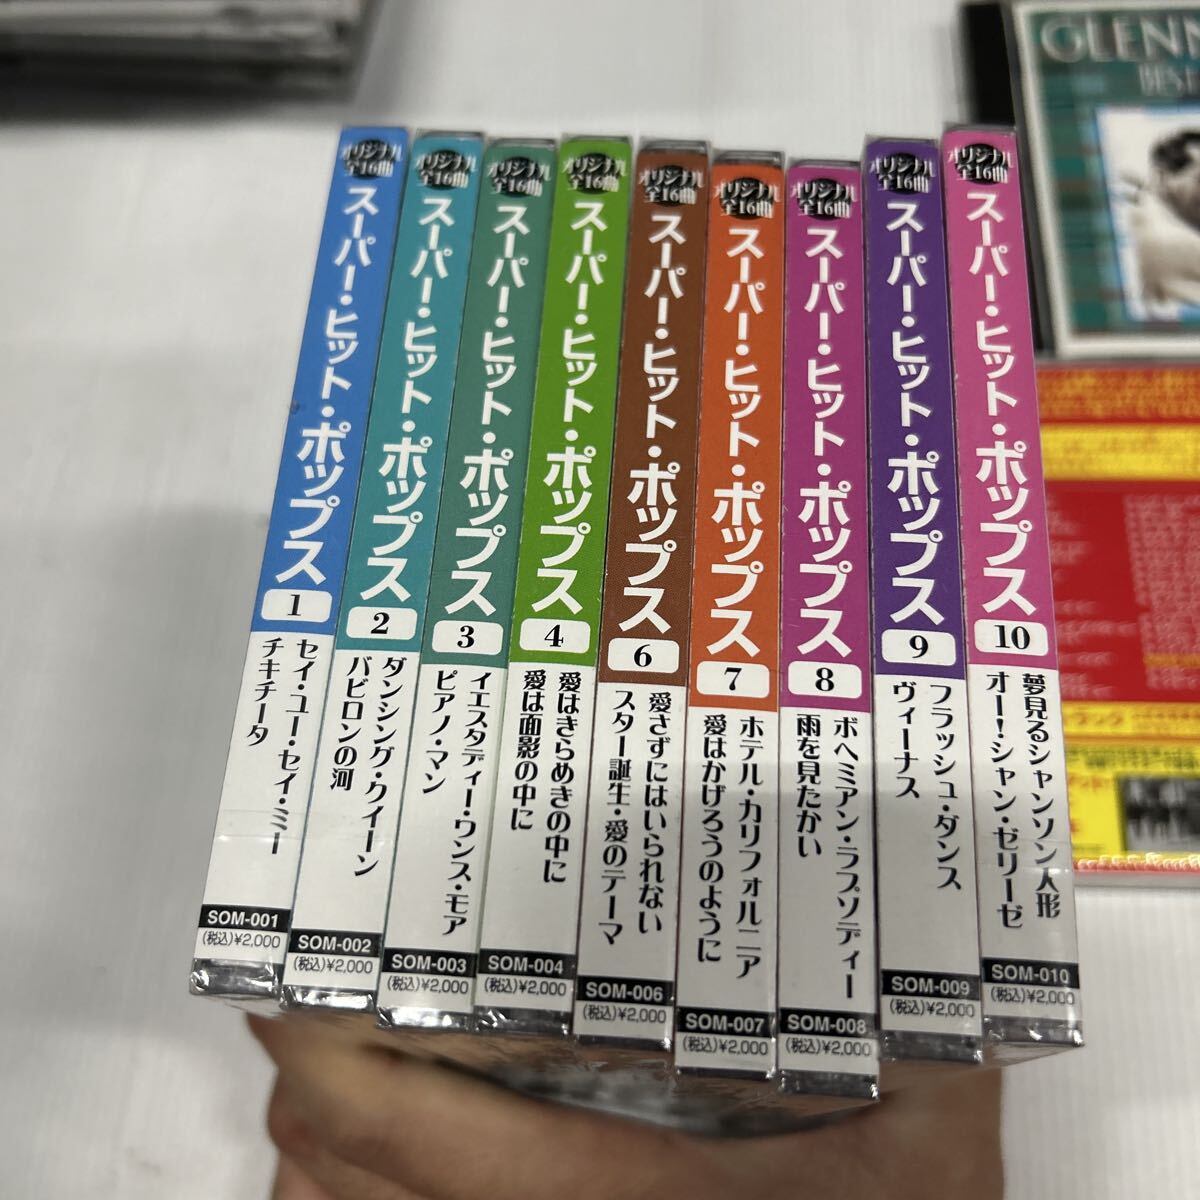 オリジナル
全16曲
スーパー・ヒット・ポップス
1
セイ・ユー・セイ・ミー
チキチータ
SOM-001
(税込)¥2,000
オリジナル
全16曲
スーパー・ヒット・ポップス
2
ダンシング・クィーン
バビロンの河
SOM-002
(税込)¥2,000
オリジナル
全16曲
スーパー・ヒット・ポップス
3
イエスタディー・ワンス・モア
ピアノ・マン
SOM-003
(税込)¥2,000
オリジナル
全16曲
スーパー・ヒット・ポップス
4
愛はきらめきの中に
愛は面影の中に
SOM-004
(税込)¥2,000
オリジナル
全16曲
スーパー・ヒット・ポップス
6
愛さずにはいられない
スター誕生・愛のテーマ
SOM-006
(税込)¥2,000
オリジナル
全16曲
スーパー・ヒット・ポップス
7
ホテル・カリフォルニア
愛はかげろうのように
SOM-007
(税込)¥2,000
オリジナル
全16曲
スーパー・ヒット・ポップス
8
ボヘミアン・ラプソディー
雨を見たかい
SOM-008
(税込)¥2,000
オリジナル
全16曲
スーパー・ヒット・ポップス
9
フラッシュ・ダンス
ヴィーナス
SOM-009
(税込)¥2,000
オリジナル
全16曲
スーパー・ヒット・ポップス
10
夢見るシャンソン人形
オー！シャン・ゼリーゼ
SOM-010
(税込)¥2,000
GLENN
BEST